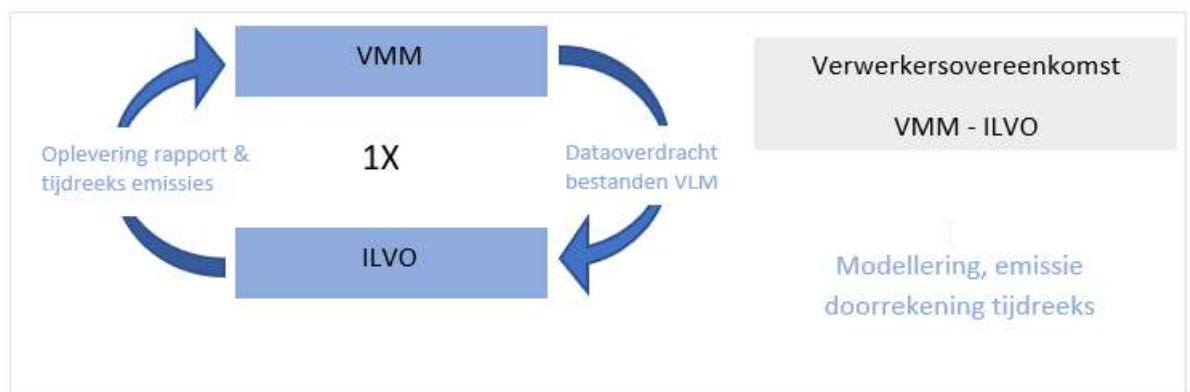 VMM
Oplevering rapport &
tijdreeks emissies
1X
Dataoverdracht
bestanden VLM
ILVO
Verwerkersovereenkomst
VMM - ILVO
Modellering, emissie
doorrekening tijdreeks